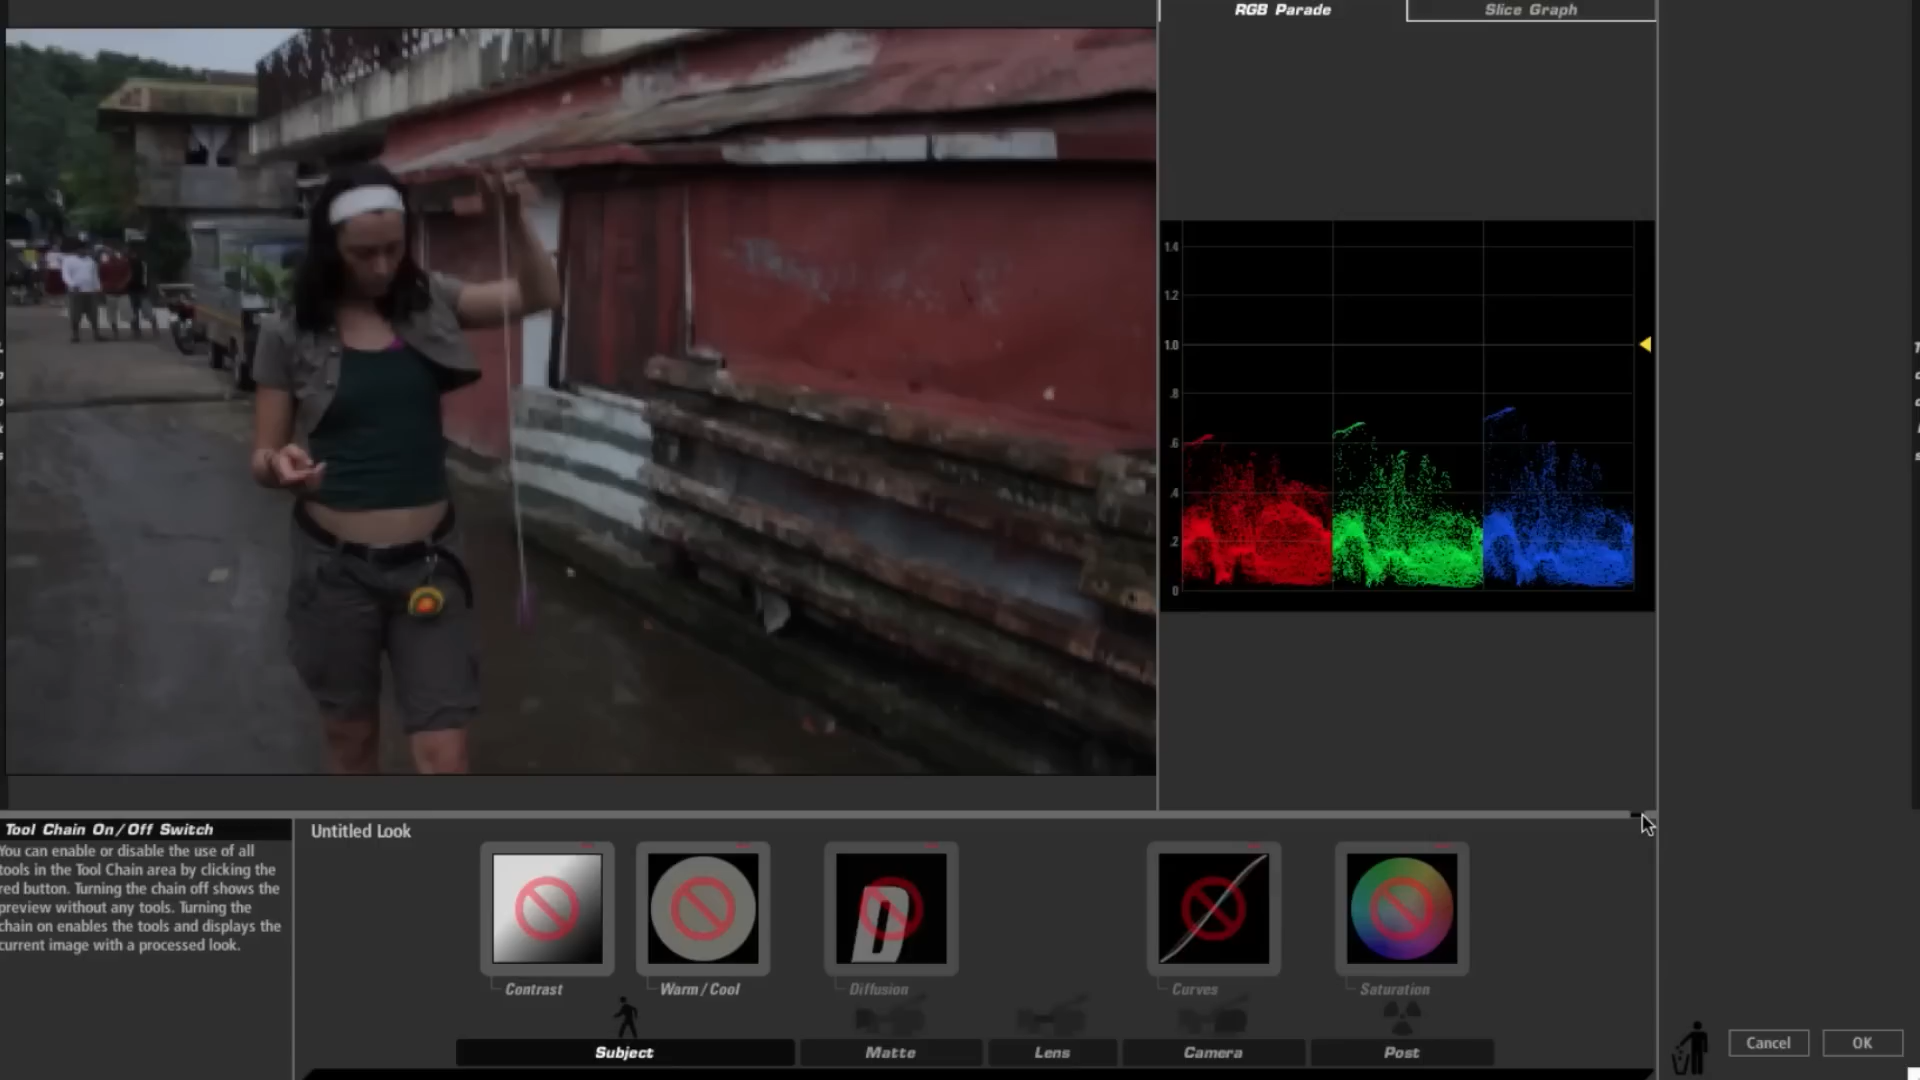 RGB Parade
Slice Graph
1.4
1.2
1.0
.8
.6
.4
.2
0
Tool Chain On/Off Switch
You can enable or disable the use of all
tools in the Tool Chain area by clicking the
red button. Turning the chain off shows the
preview without any tools. Turning the
chain on enables the tools and displays the
current image with a processed look.
Untitled Look
D
Contrast
Warm/Cool
Diffusion
Curves
Saturation
Subject
Matte
Lens
Camera
Post
Cancel
OK